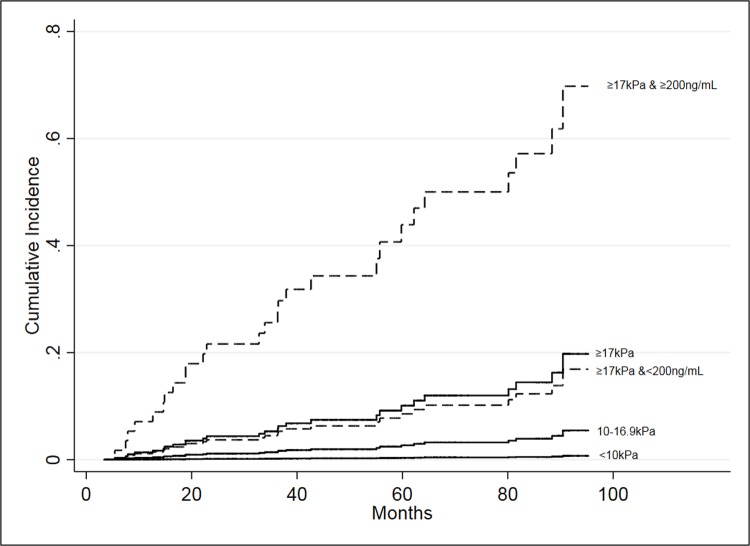 .8
≥17kPa & ≥200ng/mL
.6
Cumulative Incidence
.4
.2
≥17kPa
≥17kPa &<200ng/mL
10-16.9kPa
<10kPa
0
0 20 40 60 80 100
Months